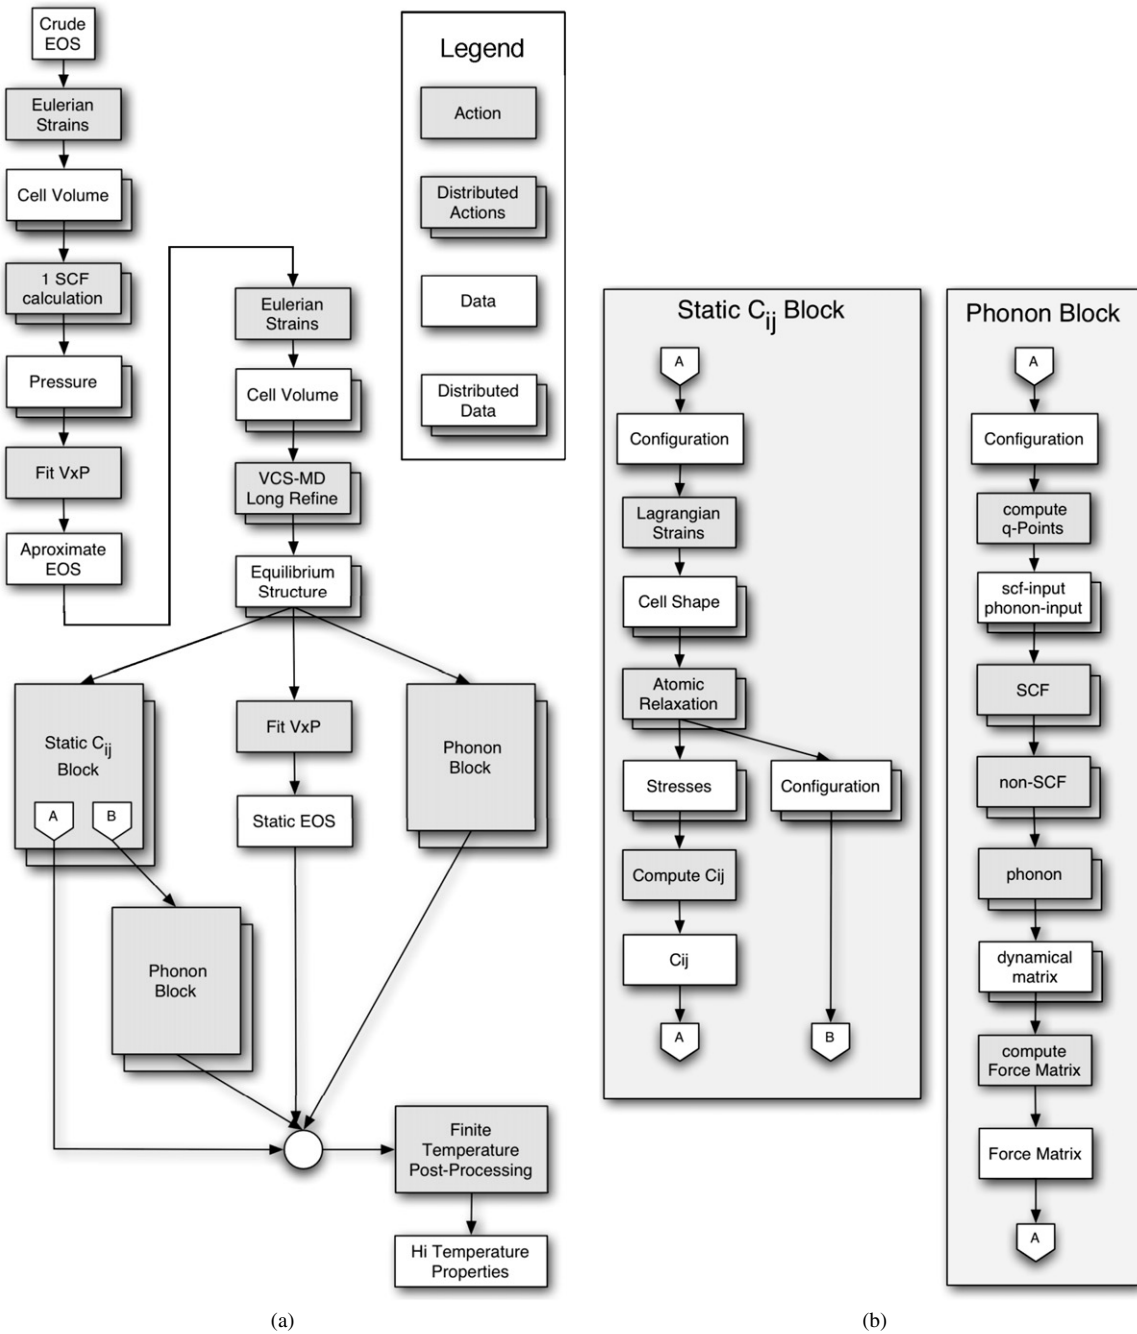 Crude
EOS
Eulerian
Strains
Cell Volume
1 SCF
calculation
Pressure
Fit VxP
Aproximate
EOS
Eulerian
Strains
Cell Volume
VCS-MD
Long Refine
Equilibrium
Structure
Static Cij
Block
A
B
Fit VxP
Static EOS
Phonon
Block
Phonon
Block
Finite
Temperature
Post-Processing
Hi Temperature
Properties
Legend
Action
Distributed
Actions
Data
Distributed
Data
(a)
Static Cij Block
A
Configuration
Lagrangian
Strains
Cell Shape
Atomic
Relaxation
Stresses
Configuration
Compute Cij
Cij
A
B
Phonon Block
A
Configuration
compute
q-Points
scf-input
phonon-input
SCF
non-SCF
phonon
dynamical
matrix
compute
Force Matrix
Force Matrix
A
(b)